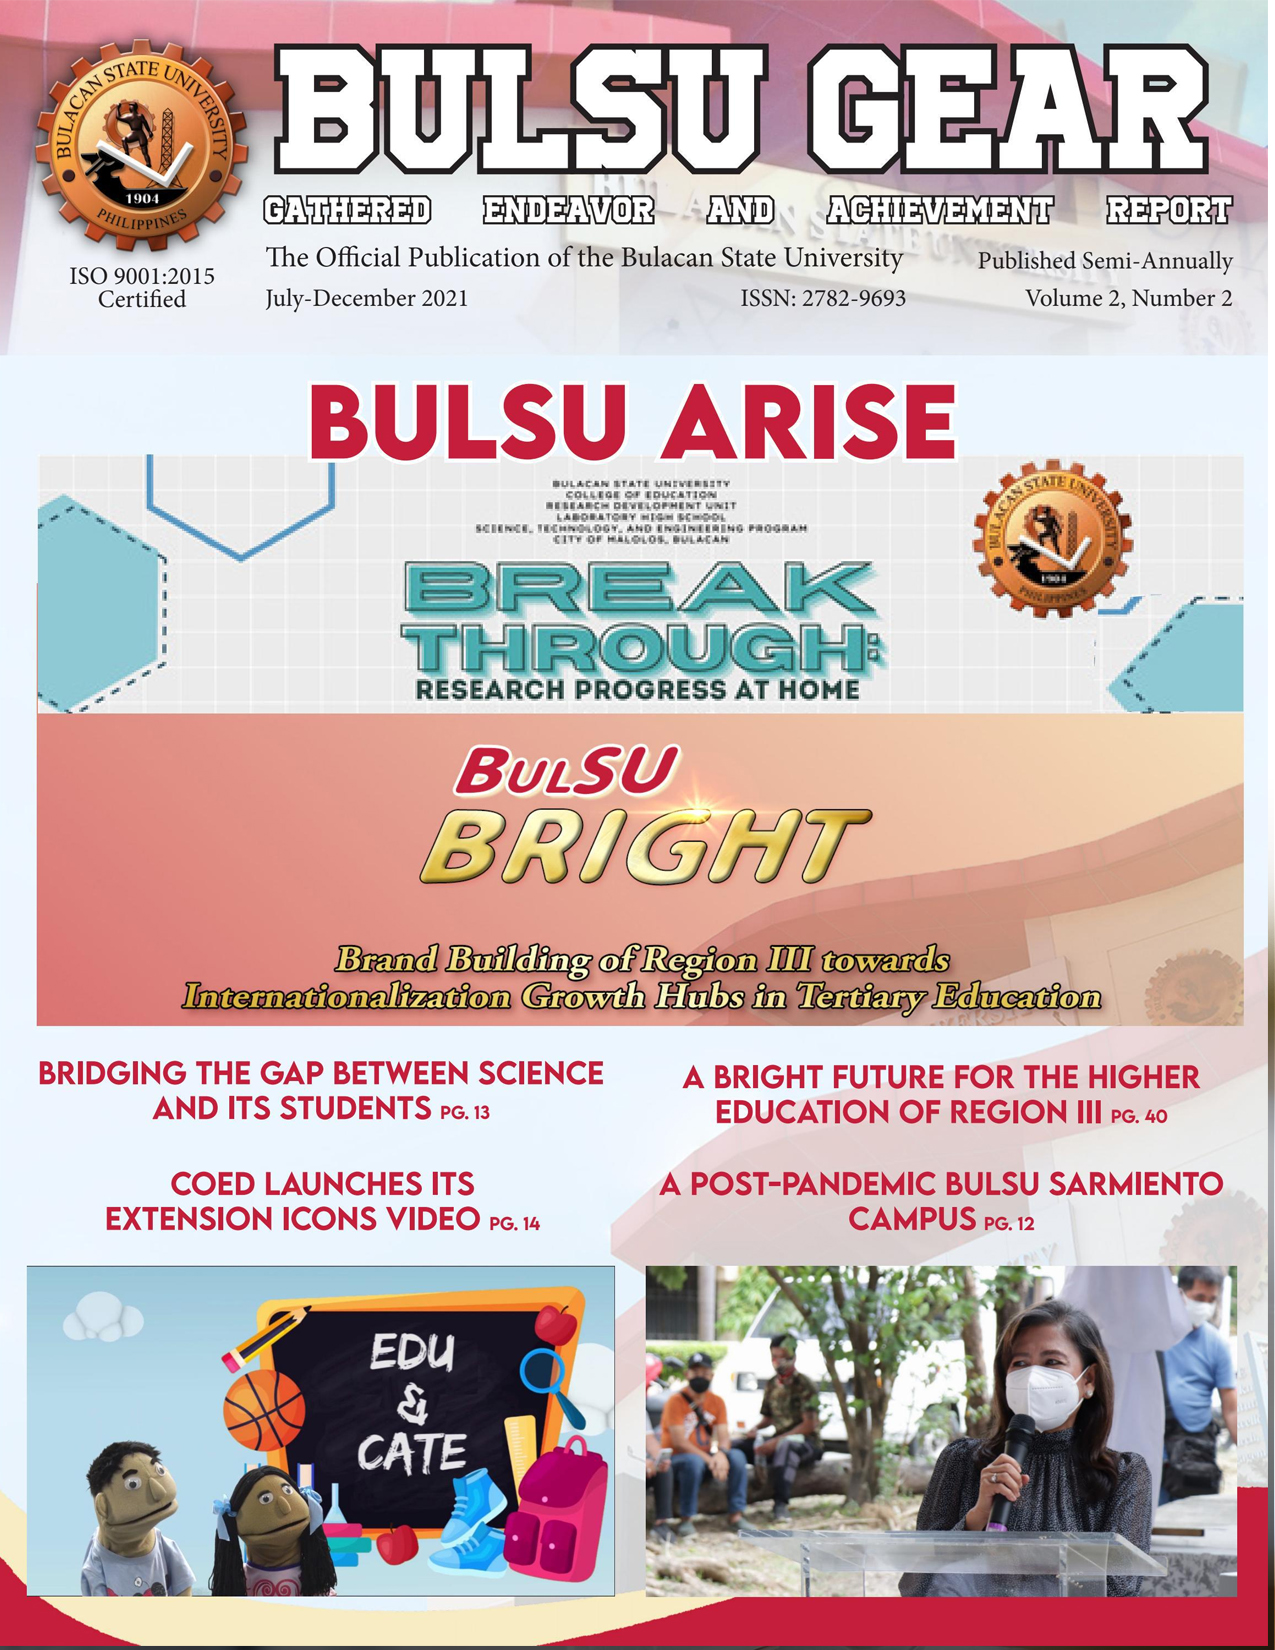 BULACAN STATE UNIVERSITY
1904
PHILIPPINES
BULSU GEAR
GATHERED ENDEAVOR AND ACHIEVEMENT REPORT
ISO 9001:2015
Certified
The Official Publication of the Bulacan State University
Published Semi-Annually
July-December 2021
ISSN: 2782-9693
Volume 2, Number 2
BULSU ARISE
BULACAN STATE UNIVERSITY
COLLEGE OF EDUCATION
RESEARCH DEVELOPMENT UNIT
LABORATORY HIGH SCHOOL
SCIENCE, TECHNOLOGY, AND ENGINEERING PROGRAM
CITY OF MALOLOS, BULACAN
BULACAN STATE UNIVERSITY
1904
PHILIPPINES
BREAK
THROUGH:
RESEARCH PROGRESS AT HOME
BULSU
BRIGHT
Brand Building of Region III towards
Internationalization Growth Hubs in Tertiary Education
BRIDGING THE GAP BETWEEN SCIENCE
AND ITS STUDENTS PG. 13
A BRIGHT FUTURE FOR THE HIGHER
EDUCATION OF REGION III PG. 40
COED LAUNCHES ITS
EXTENSION ICONS VIDEO PG. 14
A POST-PANDEMIC BULSU SARMIENTO
CAMPUS PG. 12
EDU
&
CATE